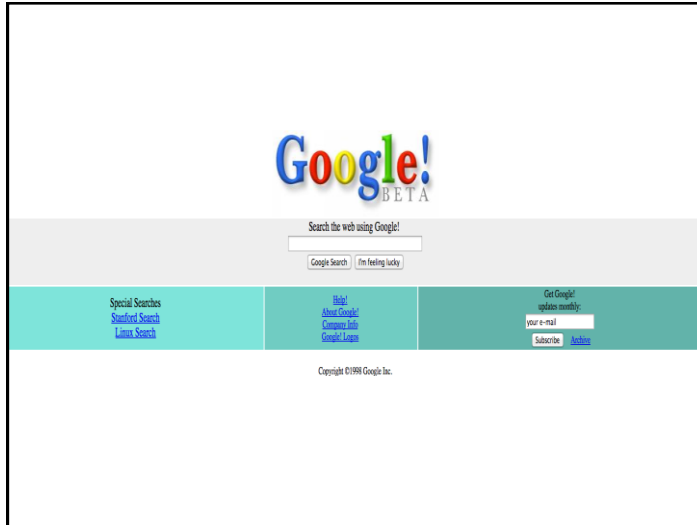 Google!
BETA
Search the web using Google!
Google Search I'm feeling lucky
Special Searches
Stanford Search
Linux Search
Help!
About Google!
Company Info
Google! Logos
Get Google!
updates monthly:
your e-mail
Subscribe Archive
Copyright ©1998 Google Inc.